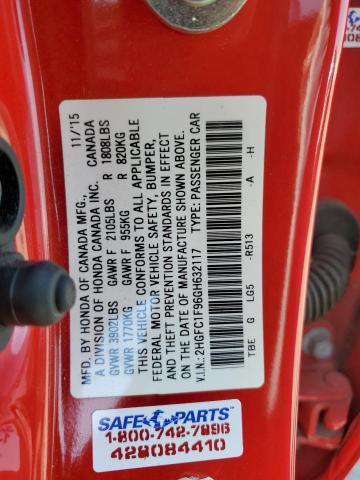 MFD. BY HONDA OF CANADA MFG., 11/'15
A DIVISION OF HONDA CANADA INC. CANADA
GVWR 3902LBS GAWR F 2105LBS R 1808LBS
GVWR 1770KG GAWR F 955KG R 820KG
THIS VEHICLE CONFORMS TO ALL APPLICABLE
FEDERAL MOTOR VEHICLE SAFETY, BUMPER,
AND THEFT PREVENTION STANDARDS IN EFFECT
ON THE DATE OF MANUFACTURE SHOWN ABOVE.
V.I.N.: 2HGFC1F96GH632117 TYPE: PASSENGER CAR
TBE G LG5 -R513 -A -H
SAFE PARTS
1-800-742-7896
428084410